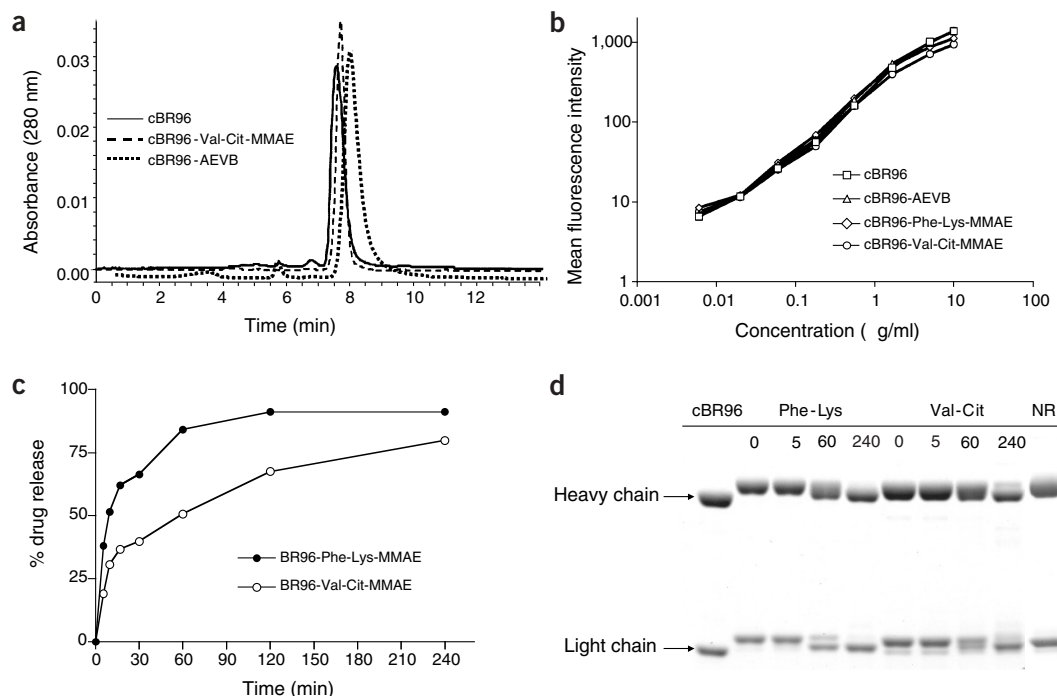 a
Absorbance (280 nm)
0.03
0.02
0.01
0.00
0 2 4 6 8 10 12
Time (min)
cBR96
cBR96-Val-Cit-MMAE
cBR96-AEVB
b
Mean fluorescence intensity
1,000
100
10
1
0.001 0.01 0.1 1 10 100
Concentration ( g/ml)
cBR96
cBR96-AEVB
cBR96-Phe-Lys-MMAE
cBR96-Val-Cit-MMAE
c
% drug release
100
75
50
25
0
0 30 60 90 120 150 180 210 240
Time (min)
BR96-Phe-Lys-MMAE
BR96-Val-Cit-MMAE
d
cBR96 Phe-Lys Val-Cit NR
0 5 60 240 0 5 60 240
Heavy chain
Light chain